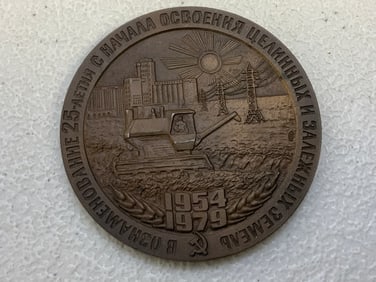 В ОЗНАМЕНОВАНИЕ 25-ЛЕТИЯ С НАЧАЛА ОСВОЕНИЯ ЦЕЛИННЫХ И ЗАЛЕЖНЫХ ЗЕМЕЛЬ
1954
1979